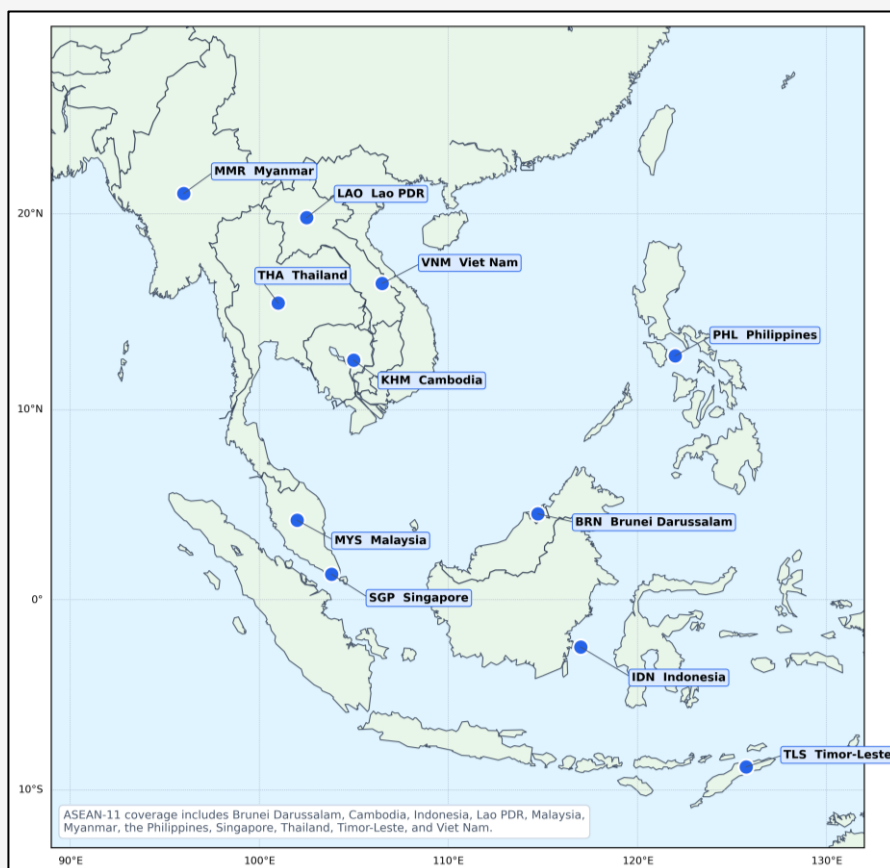 MMR Myanmar
LAO Lao PDR
20°N
VNM Viet Nam
THA Thailand
PHL Philippines
KHM Cambodia
10°N
BRN Brunei Darussalam
MYS Malaysia
SGP Singapore
0°
IDN Indonesia
TLS Timor-Leste
10°S
ASEAN-11 coverage includes Brunei Darussalam, Cambodia, Indonesia, Lao PDR, Malaysia,
Myanmar, the Philippines, Singapore, Thailand, Timor-Leste, and Viet Nam.
90°E 100°E 110°E 120°E 130°E